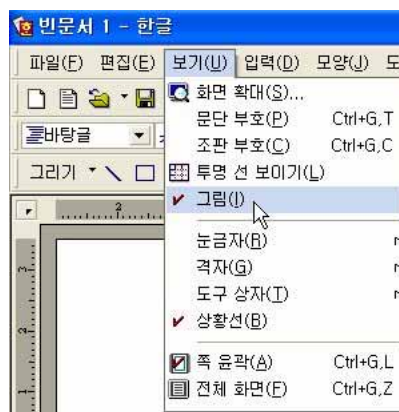 빈문서 1 - 한글
파일(F) 편집(E) 보기(U) 입력(D) 모양(J)
화면 확대(S)...
문단 부호(P) Ctrl+G,T
바탕글
조판 부호(C) Ctrl+G,C
그리기
투명 선 보이기(L)
그림(I)
눈금자(R)
격자(G)
도구 상자(T)
상황선(B)
쪽 윤곽(A) Ctrl+G,L
전체 화면(F) Ctrl+G,Z